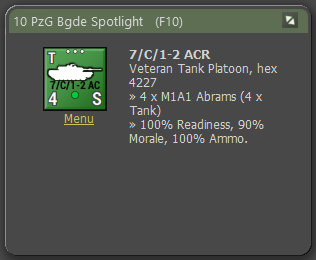 10 PzG Bgde Spotlight (F10)
T
7/C/1-2 AC
4 S
Menu
7/C/1-2 ACR
Veteran Tank Platoon, hex
4227
» 4 x M1A1 Abrams (4 x
Tank)
» 100% Readiness, 90%
Morale, 100% Ammo.